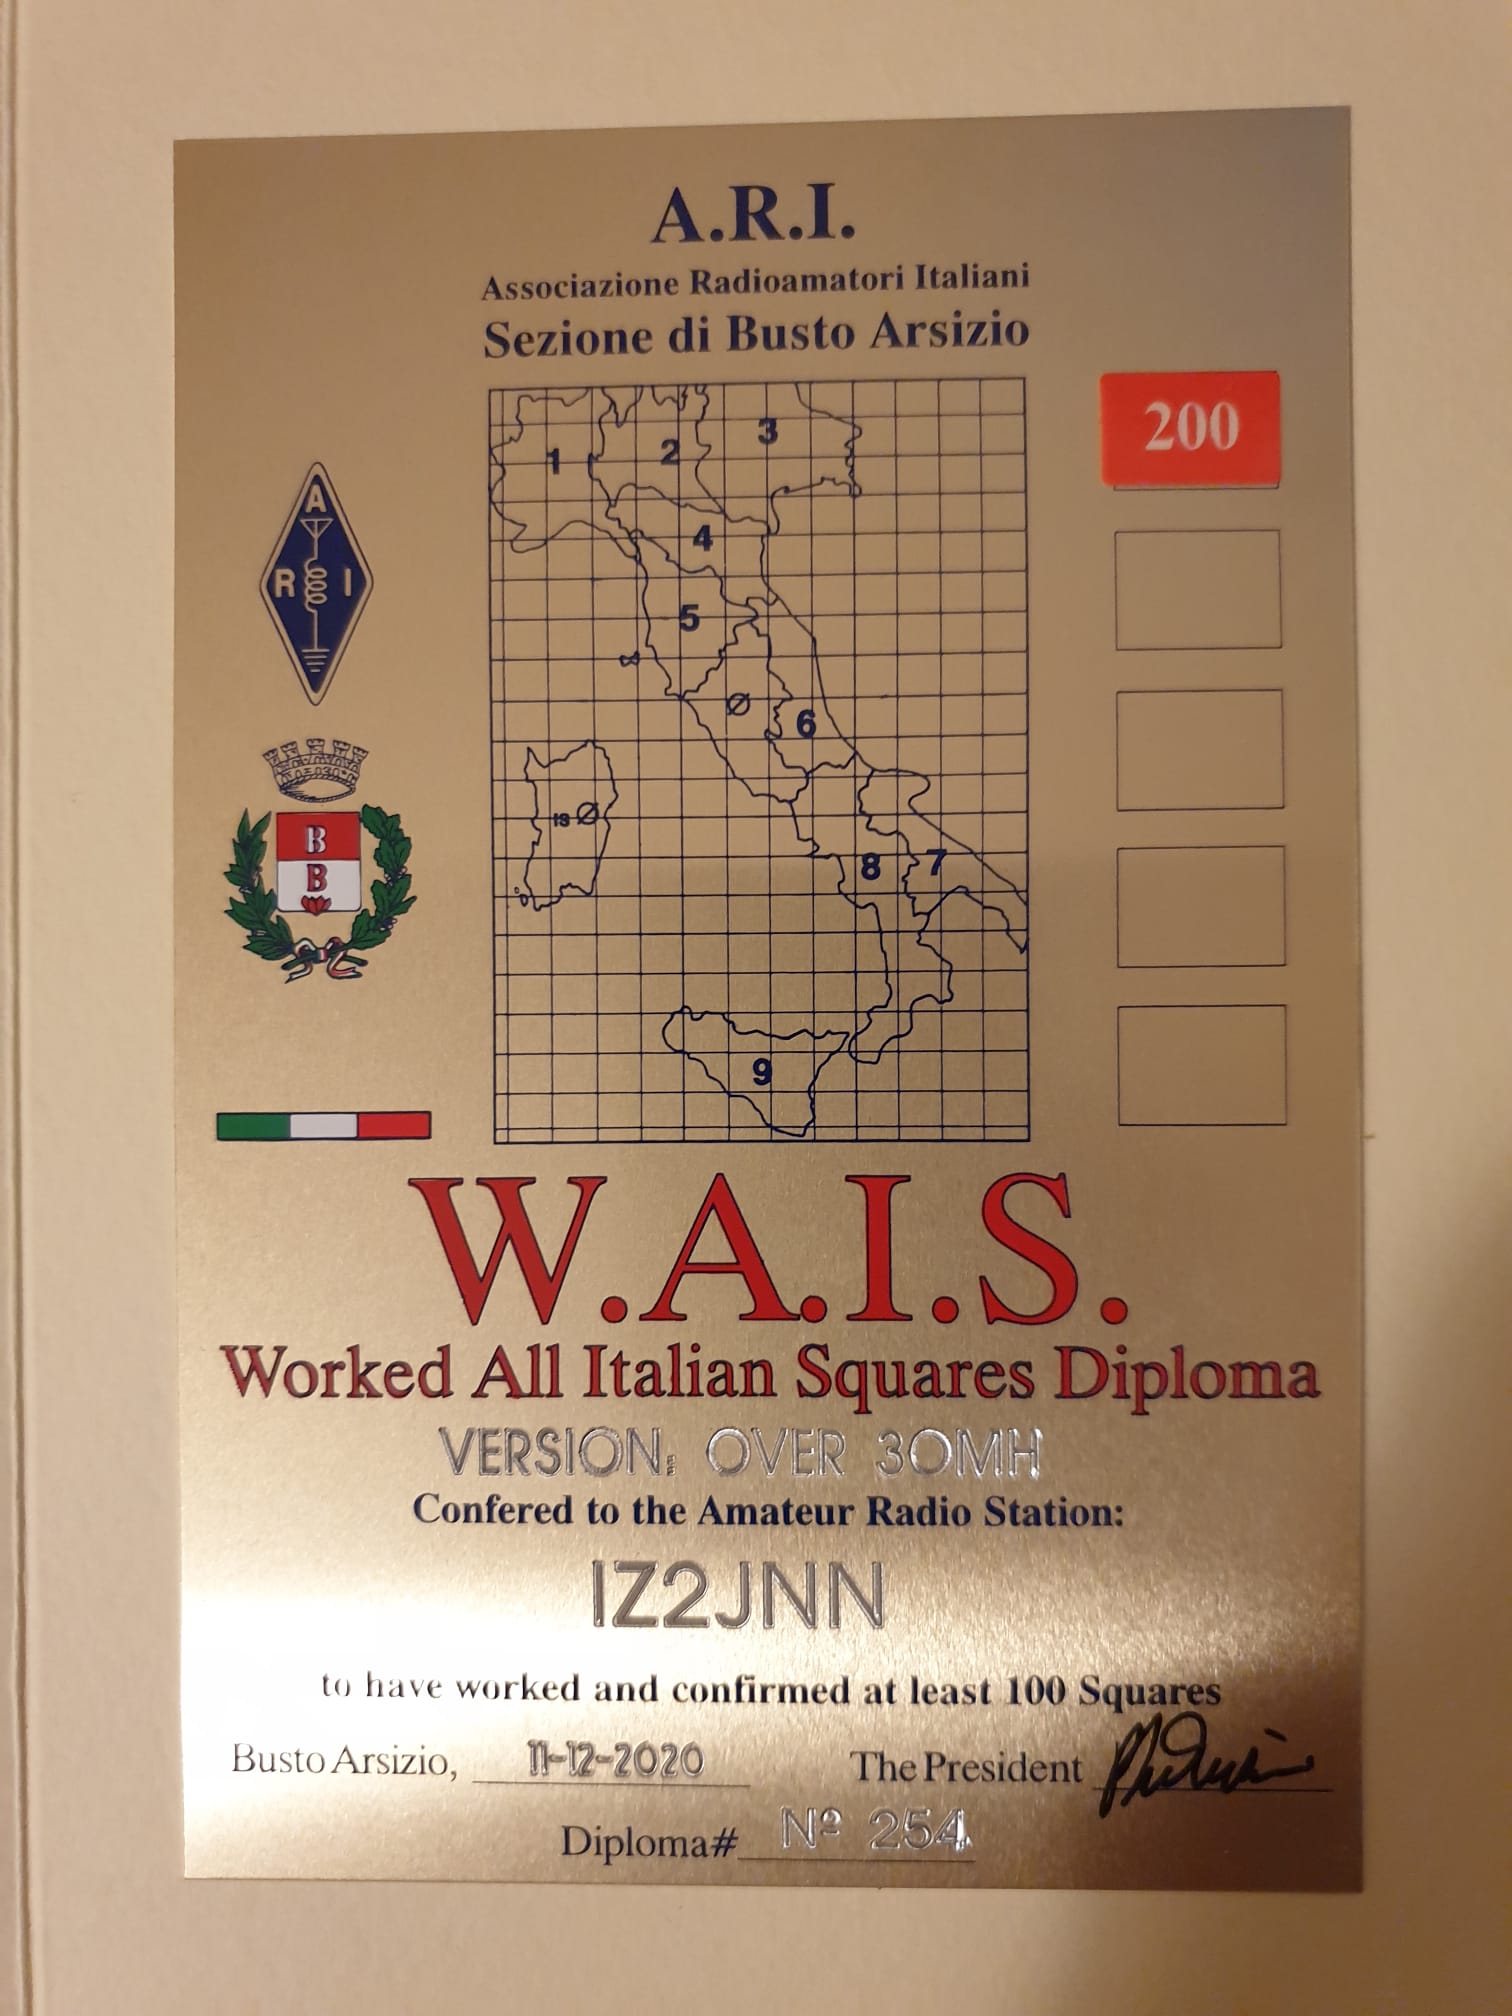 A.R.I.
Associazione Radioamatori Italiani
Sezione di Busto Arsizio
200
1
2
3
4
5
Ø
6
IS Ø
8
7
9
A
R I
B
B
W.A.I.S.
Worked All Italian Squares Diploma
VERSION: OVER 30MH
Confered to the Amateur Radio Station:
IZ2JNN
to have worked and confirmed at least 100 Squares
Busto Arsizio, 11-12-2020 The President
Diploma# Nº 254